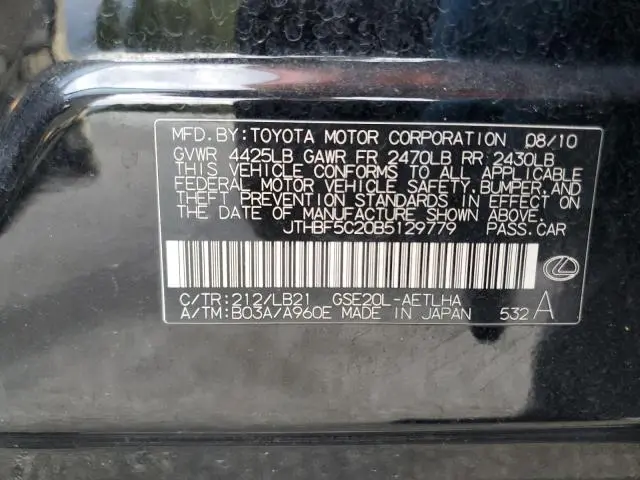 MFD.BY:TOYOTA MOTOR CORPORATION 08/10
GVWR 4425LB GAWR FR 2470LB RR 2430LB
THIS VEHICLE CONFORMS TO ALL APPLICABLE
FEDERAL MOTOR VEHICLE SAFETY,BUMPER,AND
THEFT PREVENTION STANDARDS IN EFFECT ON
THE DATE OF MANUFACTURE SHOWN ABOVE.
JTHBF5C20B5129779 PASS.CAR
C/TR:212/LB21 GSE20L-AETLHA
A/TM:B03A/A960E MADE IN JAPAN 532 A